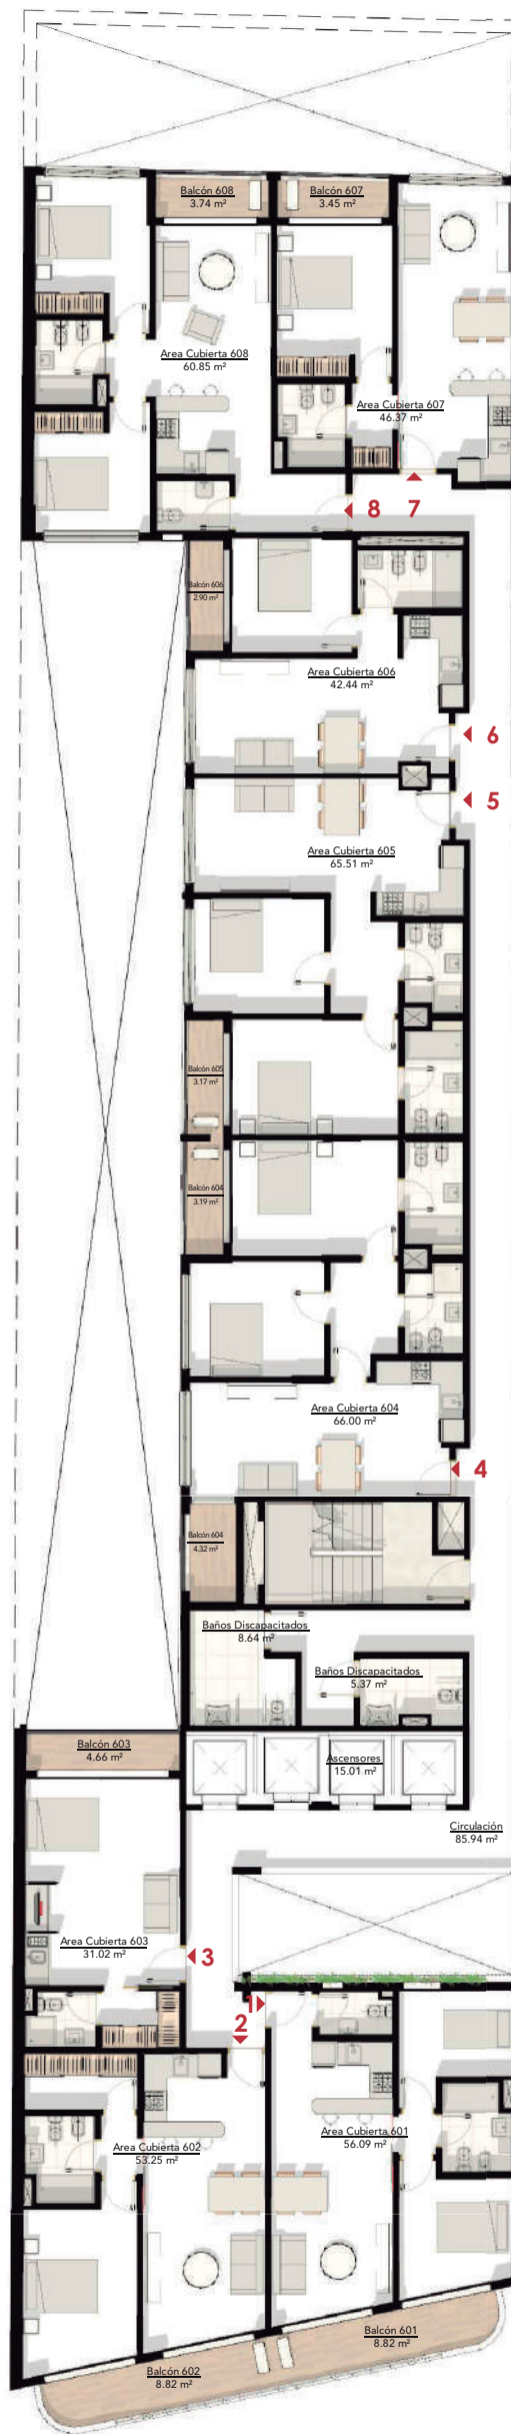 Balcón 608
3.74 m²
Balcón 607
3.45 m²
Area Cubierta 608
60.85 m²
Area Cubierta 607
46.37 m²
8
7
Balcón 606
2.90 m²
Area Cubierta 606
42.44 m²
6
5
Area Cubierta 605
65.51 m²
Balcón 605
3.17 m²
Balcón 604
3.19 m²
Area Cubierta 604
66.00 m²
4
Balcón 604
4.32 m²
Baños Discapacitados
8.64 m²
Baños Discapacitados
5.37 m²
Balcón 603
4.66 m²
Ascensores
15.01 m²
Circulación
85.94 m²
Area Cubierta 603
31.02 m²
3
1
2
Area Cubierta 602
53.25 m²
Area Cubierta 601
56.09 m²
Balcón 601
8.82 m²
Balcón 602
8.82 m²